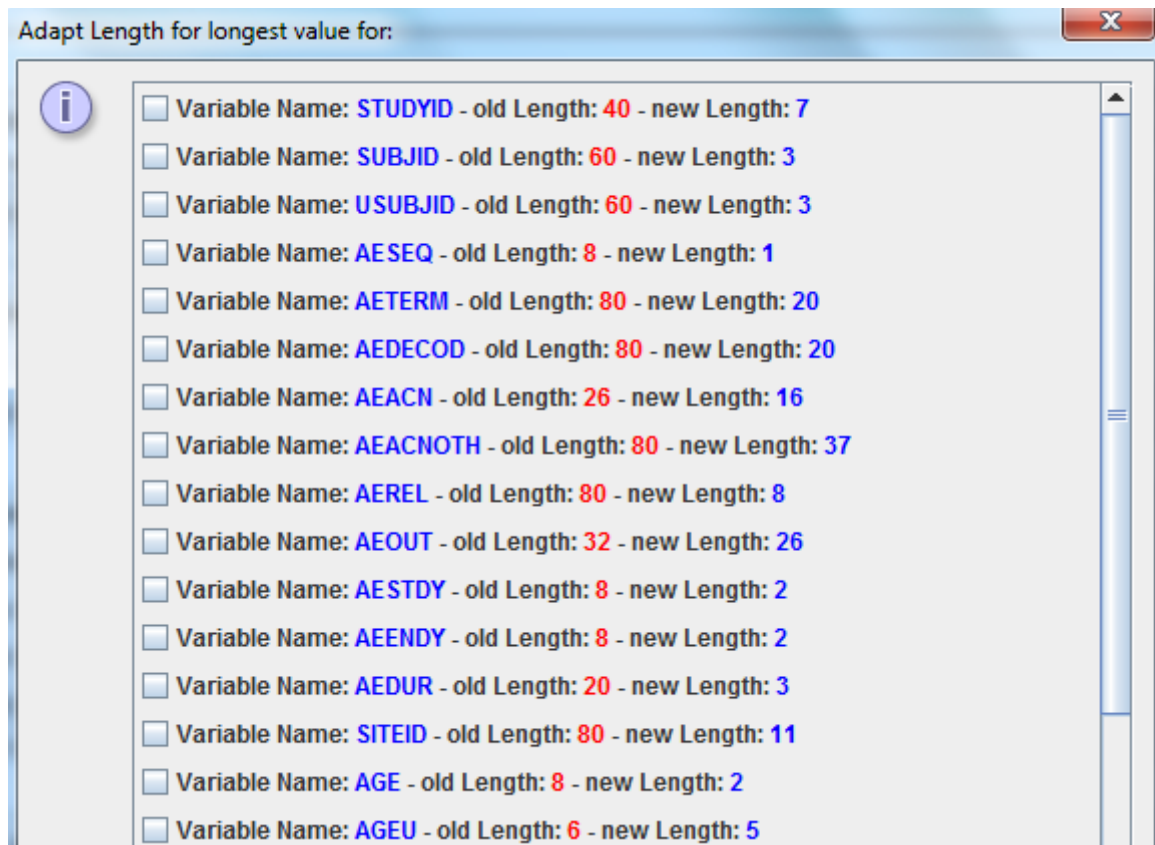 Adapt Length for longest value for:
Variable Name: STUDYID - old Length: 40 - new Length: 7
Variable Name: SUBJID - old Length: 60 - new Length: 3
Variable Name: USUBJID - old Length: 60 - new Length: 3
Variable Name: AESEQ - old Length: 8 - new Length: 1
Variable Name: AETERM - old Length: 80 - new Length: 20
Variable Name: AEDECOD - old Length: 80 - new Length: 20
Variable Name: AEACN - old Length: 26 - new Length: 16
Variable Name: AEACNOTH - old Length: 80 - new Length: 37
Variable Name: AEREL - old Length: 80 - new Length: 8
Variable Name: AEOUT - old Length: 32 - new Length: 26
Variable Name: AESTDY - old Length: 8 - new Length: 2
Variable Name: AEENDY - old Length: 8 - new Length: 2
Variable Name: AEDUR - old Length: 20 - new Length: 3
Variable Name: SITEID - old Length: 80 - new Length: 11
Variable Name: AGE - old Length: 8 - new Length: 2
Variable Name: AGEU - old Length: 6 - new Length: 5